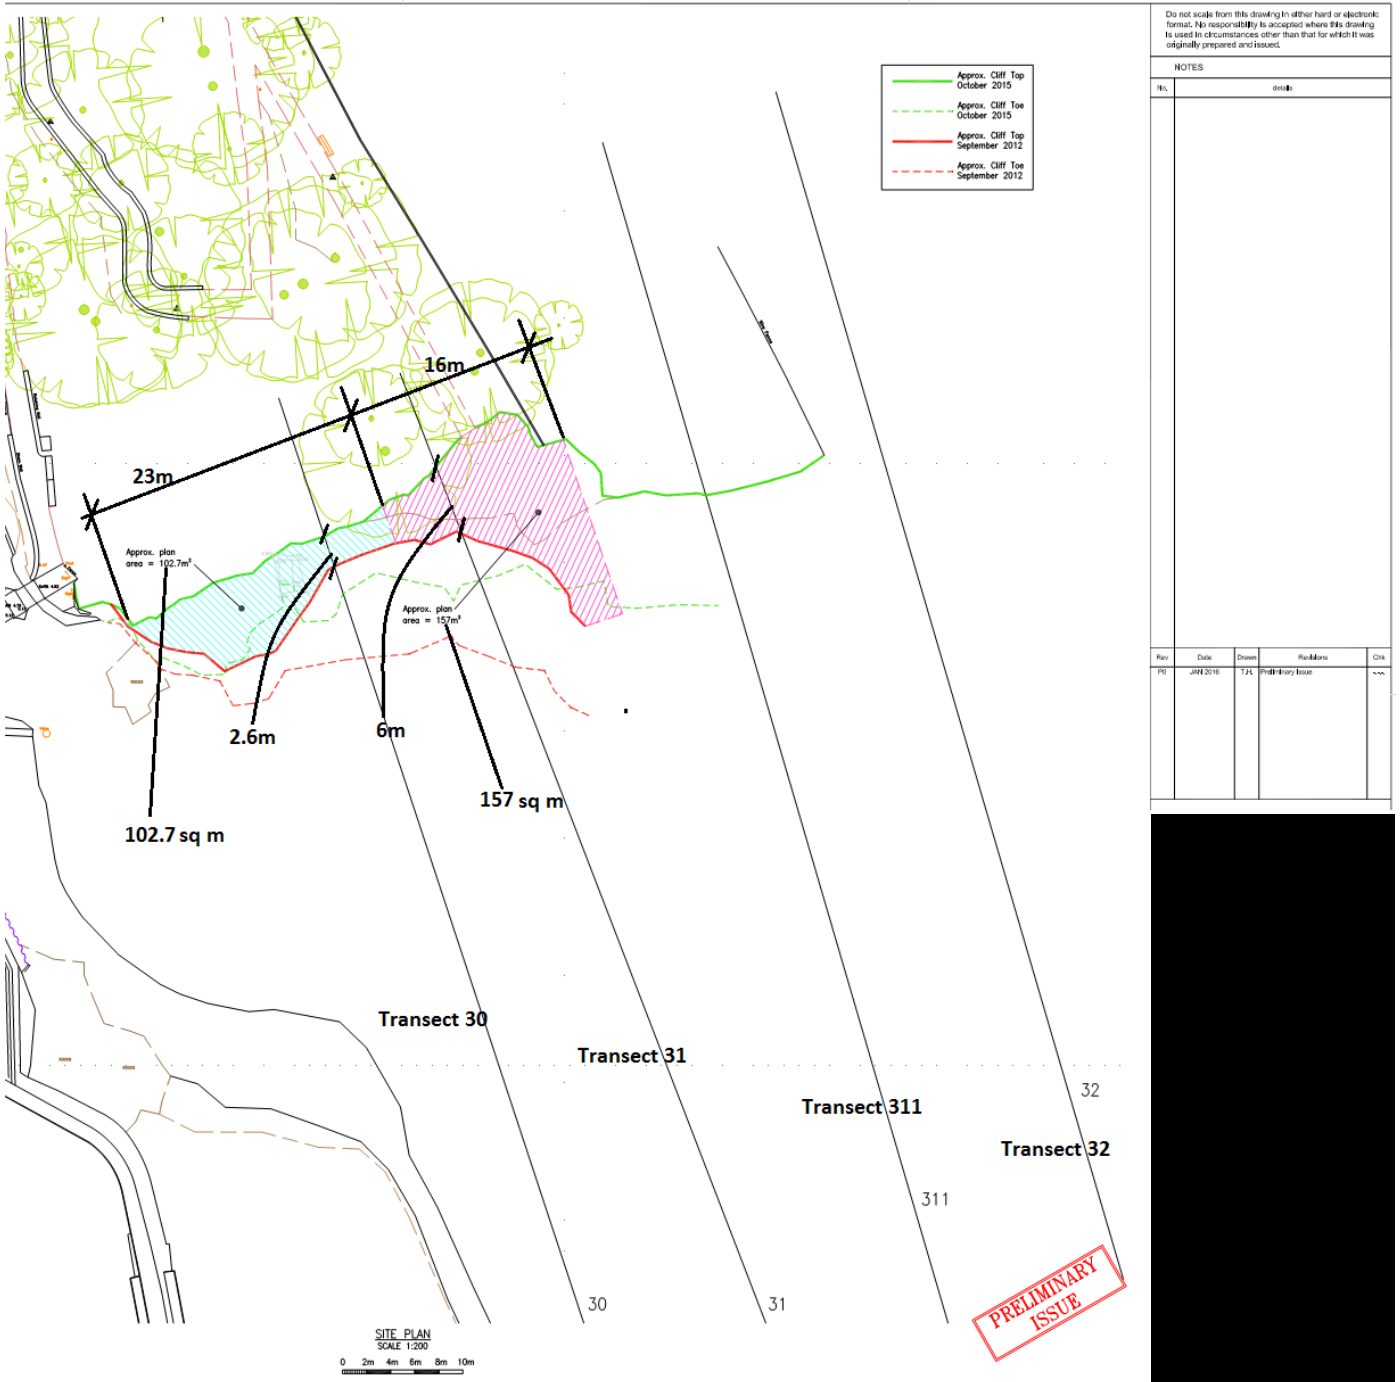 Do not scale from this drawing in either hard or electronic
format. No responsibility is accepted where this drawing
is used in circumstances other than that for which it was
originally prepared and issued.
NOTES
No.
details
Approx. Cliff Top
October 2015
Approx. Cliff Toe
October 2015
Approx. Cliff Top
September 2012
Approx. Cliff Toe
September 2012
16m
23m
Approx. plan
area = 102.7m²
Approx. plan
area = 157m²
2.6m
6m
157 sq m
102.7 sq m
Rev
Date
Drawn
Revisions
Chk
P0
JAN 2016
T.H.
Preliminary Issue
Transect 30
Transect 31
Transect 311
Transect 32
32
311
30
31
PRELIMINARY
ISSUE
SITE PLAN
SCALE 1:200
0 2m 4m 6m 8m 10m